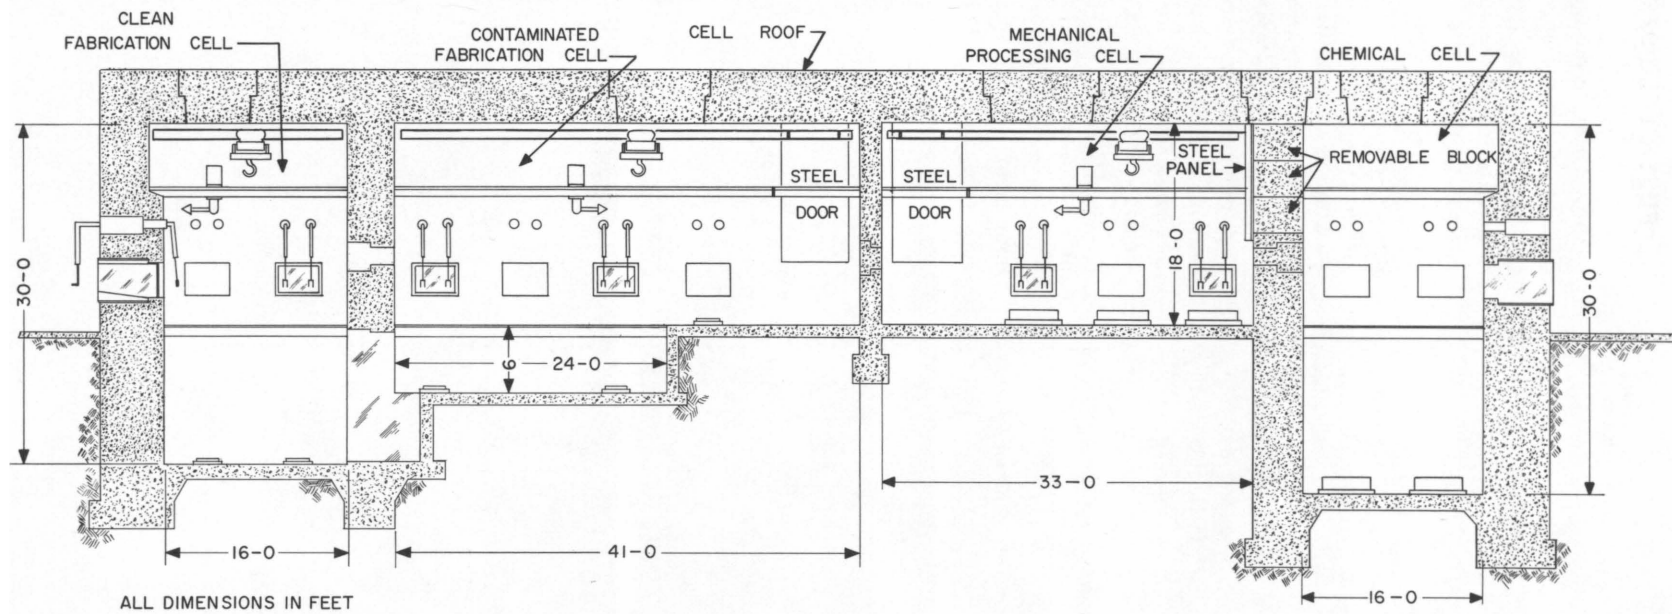 CLEAN
FABRICATION CELL
CONTAMINATED
FABRICATION CELL
CELL ROOF
MECHANICAL
PROCESSING CELL
CHEMICAL CELL
STEEL
DOOR
STEEL
DOOR
STEEL
PANEL
REMOVABLE BLOCK
30-0
18-0
30-0
6
24-0
33-0
16-0
41-0
16-0
ALL DIMENSIONS IN FEET